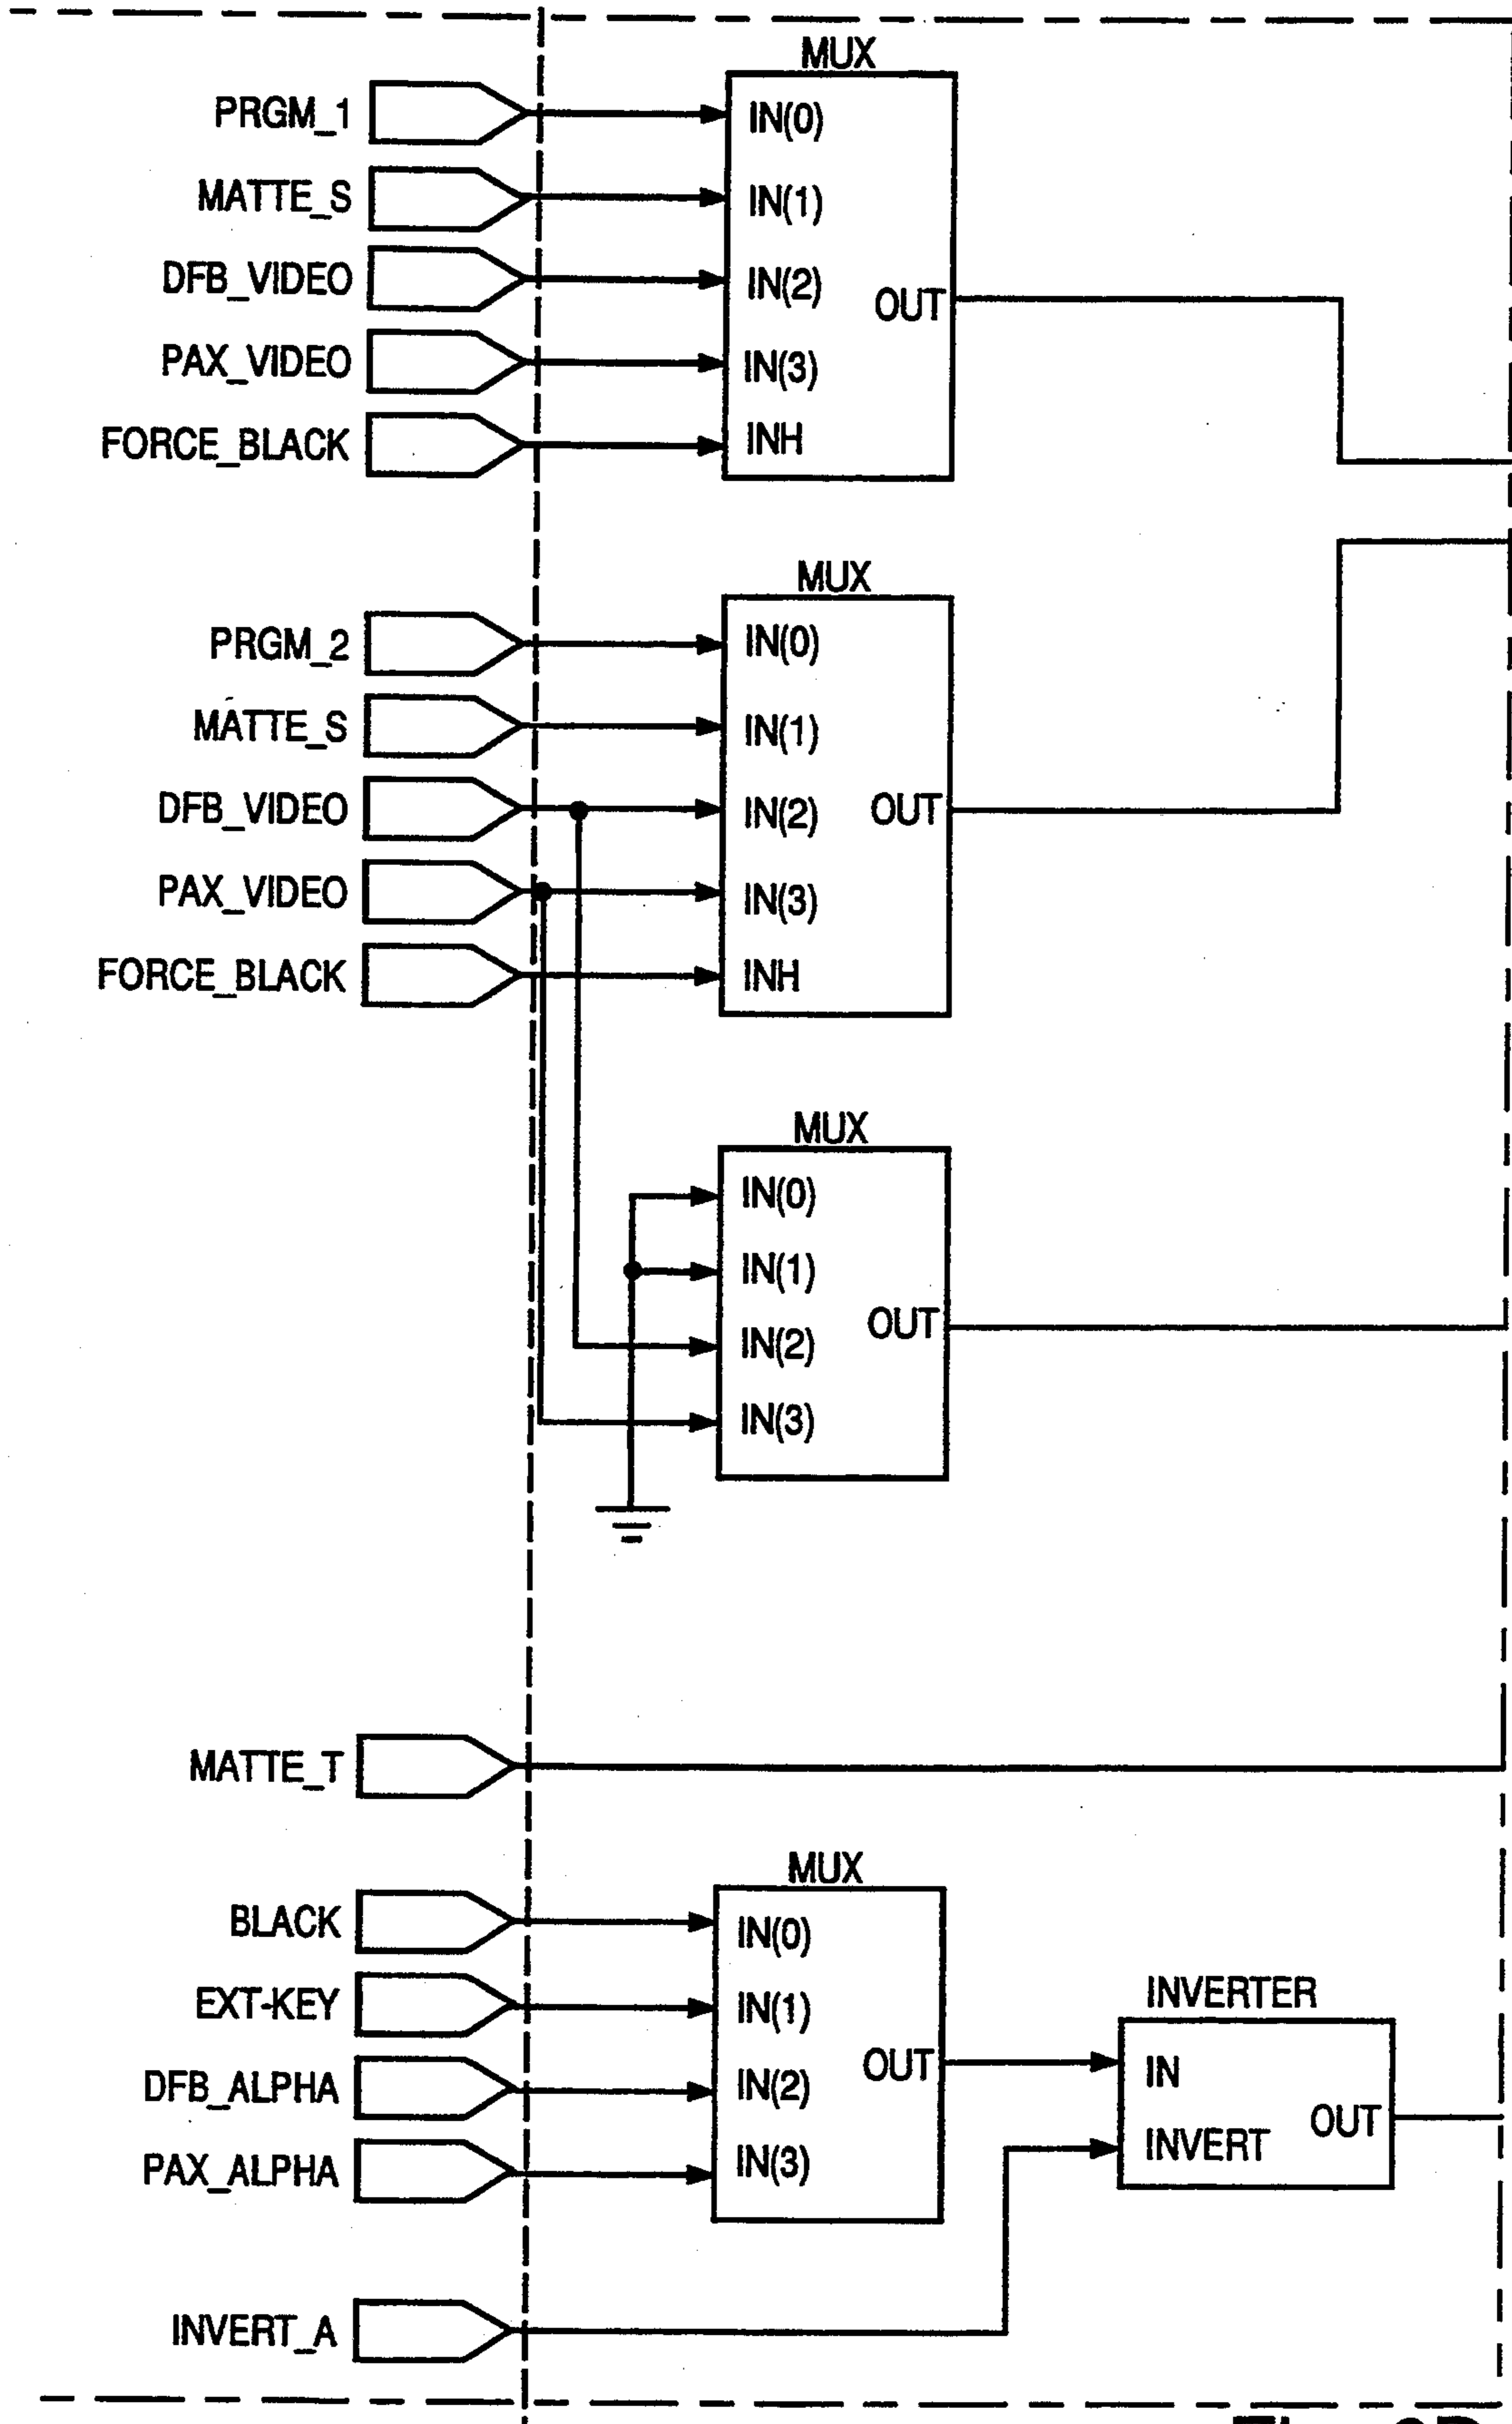 MUX
PRGM_1
IN(0)
MATTE_S
IN(1)
DFB_VIDEO
IN(2)
OUT
PAX_VIDEO
IN(3)
FORCE_BLACK
INH
MUX
PRGM_2
IN(0)
MATTE_S
IN(1)
DFB_VIDEO
IN(2)
OUT
PAX_VIDEO
IN(3)
FORCE_BLACK
INH
MUX
IN(0)
IN(1)
OUT
IN(2)
IN(3)
MATTE_T
MUX
BLACK
IN(0)
EXT-KEY
IN(1)
INVERTER
OUT
IN
DFB_ALPHA
IN(2)
OUT
INVERT
PAX_ALPHA
IN(3)
INVERT_A